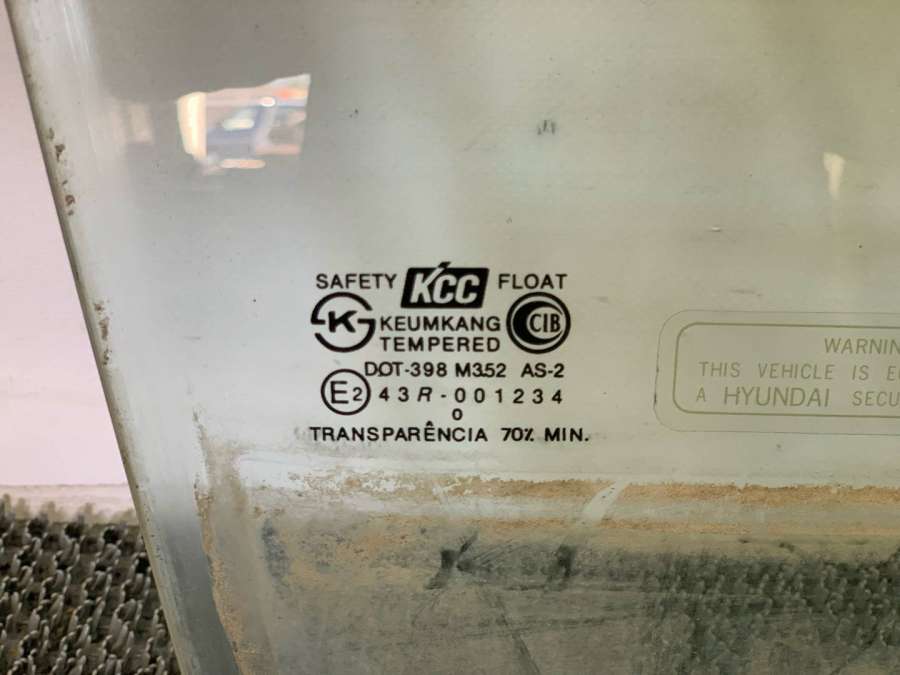 SAFETY KCC FLOAT
K KEUMKANG CIB
TEMPERED
DOT-398 M352 AS-2
E2 43R-001234
0
TRANSPARÊNCIA 70% MIN.
WARNIN
THIS VEHICLE IS E
A HYUNDAI SECU